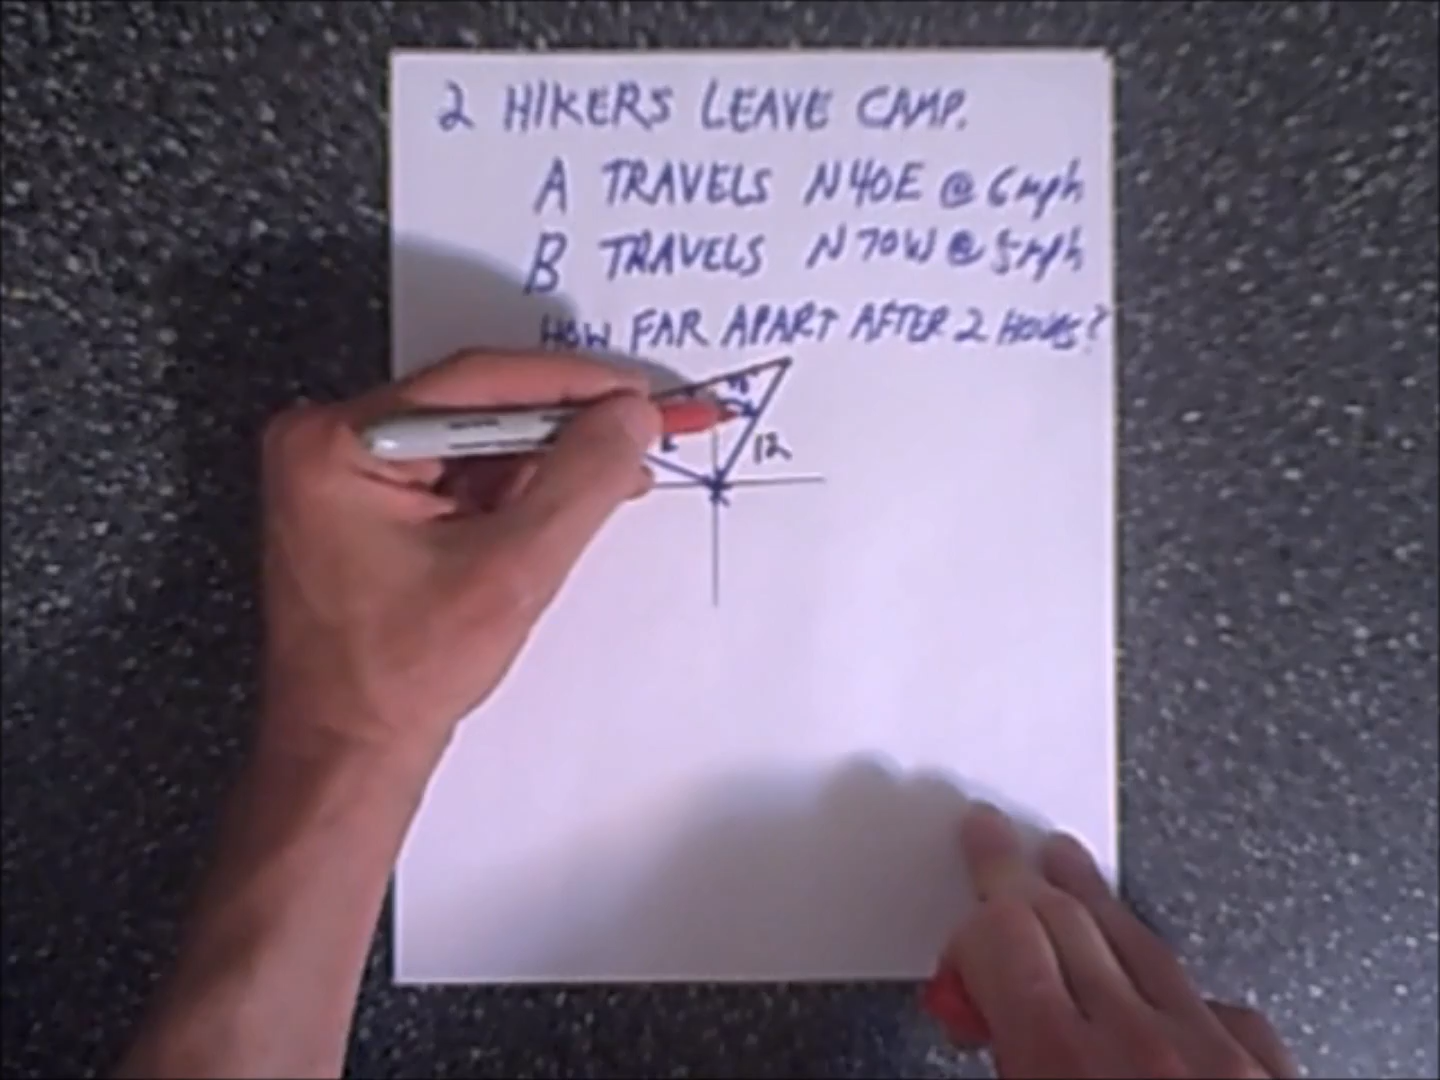 2 HIKERS LEAVE CAMP.
A TRAVELS N40E @ 6mph
B TRAVELS N70W @ 5mph
HOW FAR APART AFTER 2 HOURS?
12